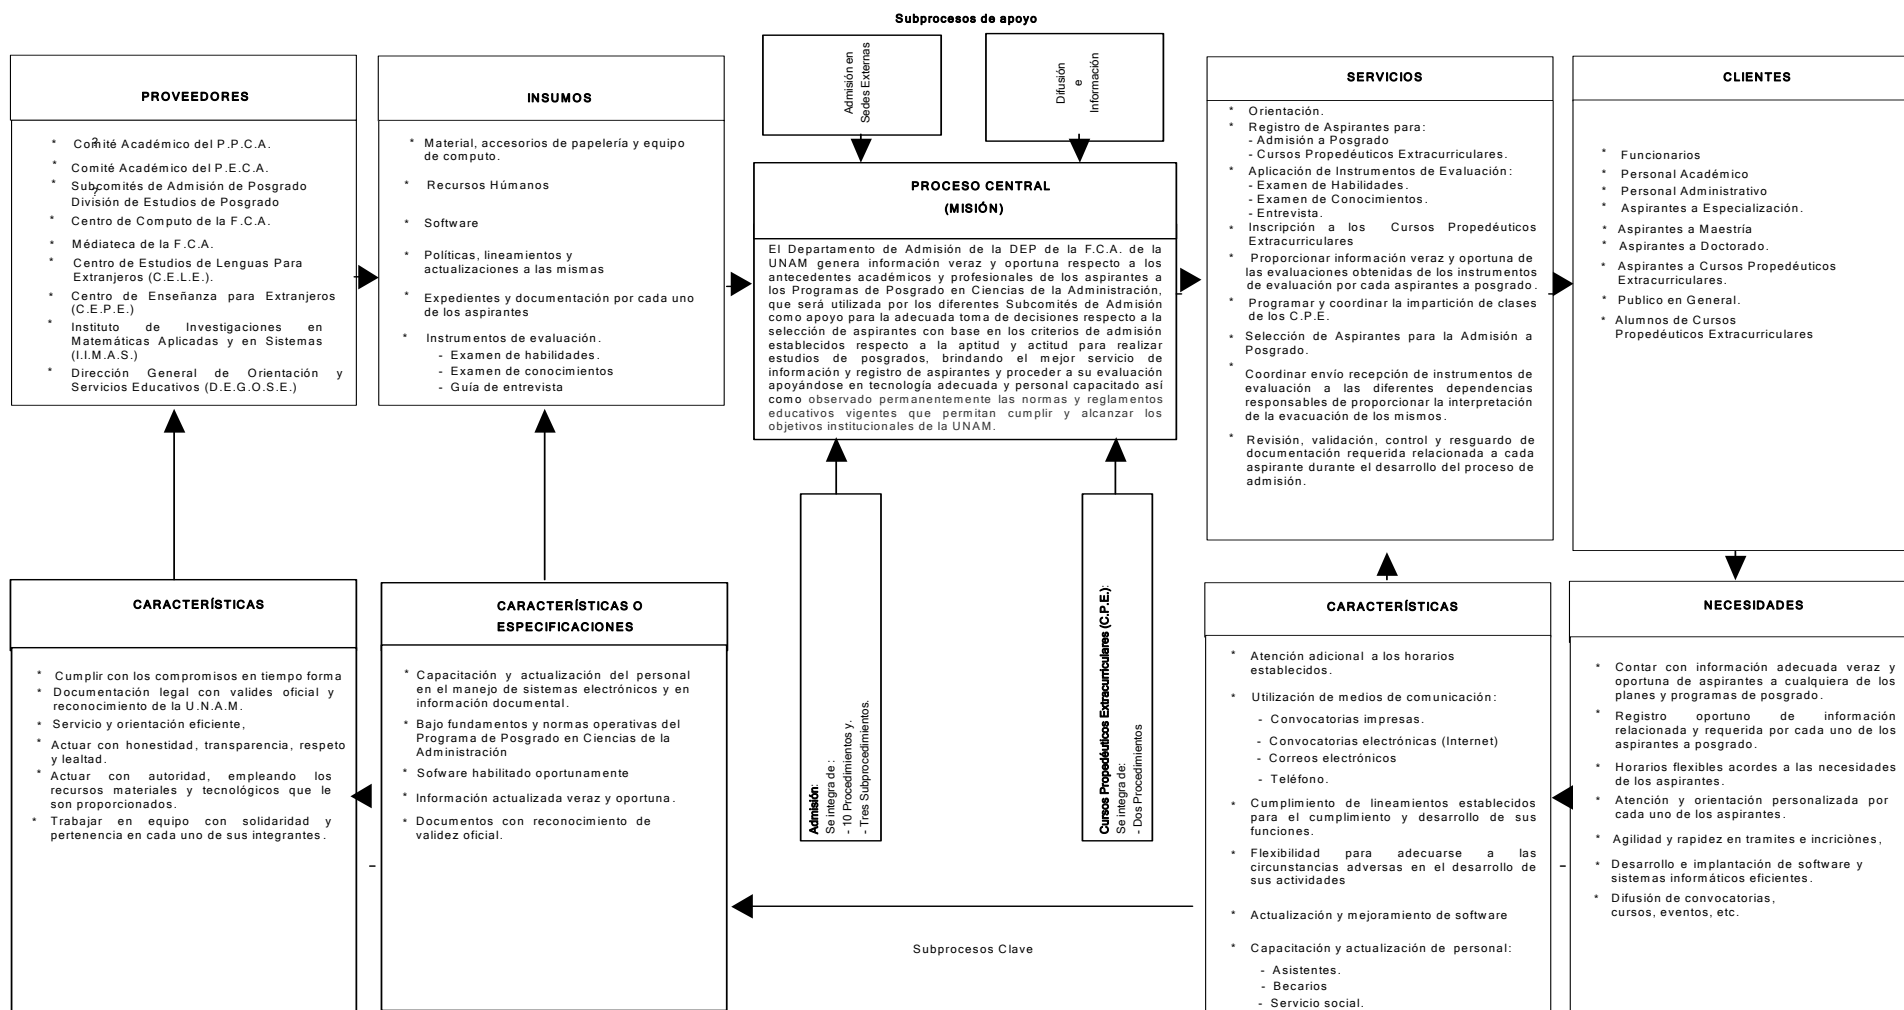 Subprocesos de apoyo
PROVEEDORES
* Comité Académico del P.P.C.A.
* Comité Académico del P.E.C.A.
* Subcomités de Admisión de Posgrado
División de Estudios de Posgrado
* Centro de Computo de la F.C.A.
* Médiateca de la F.C.A.
* Centro de Estudios de Lenguas Para
Extranjeros (C.E.L.E.).
* Centro de Enseñanza para Extranjeros
(C.E.P.E.)
* Instituto de Investigaciones en
Matemáticas Aplicadas y en Sistemas
(I.I.M.A.S.)
* Dirección General de Orientación y
Servicios Educativos (D.E.G.O.S.E.)
INSUMOS
* Material, accesorios de papelería y equipo
de computo.
* Recursos Húmanos
* Software
* Políticas, lineamientos y
actualizaciones a las mismas
* Expedientes y documentación por cada uno
de los aspirantes
* Instrumentos de evaluación.
- Examen de habilidades.
- Examen de conocimientos
- Guía de entrevista
Admisión en
Sedes Externas
Difusión
e
Información
PROCESO CENTRAL
(MISIÓN)
El Departamento de Admisión de la DEP de la F.C.A. de la
UNAM genera información veraz y oportuna respecto a los
antecedentes académicos y profesionales de los aspirantes a
los Programas de Posgrado en Ciencias de la Administración,
que será utilizada por los diferentes Subcomités de Admisión
como apoyo para la adecuada toma de decisiones respecto a la
selección de aspirantes con base en los criterios de admisión
establecidos respecto a la aptitud y actitud para realizar
estudios de posgrados, brindando el mejor servicio de
información y registro de aspirantes y proceder a su evaluación
apoyándose en tecnología adecuada y personal capacitado así
como observado permanentemente las normas y reglamentos
educativos vigentes que permitan cumplir y alcanzar los
objetivos institucionales de la UNAM.
SERVICIOS
* Orientación.
* Registro de Aspirantes para:
- Admisión a Posgrado
- Cursos Propedéuticos Extracurriculares.
* Aplicación de Instrumentos de Evaluación:
- Examen de Habilidades.
- Examen de Conocimientos.
- Entrevista.
* Inscripción a los Cursos Propedéuticos
Extracurriculares
* Proporcionar información veraz y oportuna de
las evaluaciones obtenidas de los instrumentos
de evaluación por cada aspirantes a posgrado.
* Programar y coordinar la impartición de clases
de los C.P.E.
* Selección de Aspirantes para la Admisión a
Posgrado.
*
Coordinar envío recepción de instrumentos de
evaluación a las diferentes dependencias
responsables de proporcionar la interpretación
de la evacuación de los mismos.
* Revisión, validación, control y resguardo de
documentación requerida relacionada a cada
aspirante durante el desarrollo del proceso de
admisión.
CLIENTES
* Funcionarios
* Personal Académico
* Personal Administrativo
* Aspirantes a Especialización.
* Aspirantes a Maestría
* Aspirantes a Doctorado.
* Aspirantes a Cursos Propedéuticos
Extracurriculares.
* Publico en General.
* Alumnos de Cursos
Propedéuticos Extracurriculares
CARACTERÍSTICAS
* Cumplir con los compromisos en tiempo forma
* Documentación legal con valides oficial y
reconocimiento de la U.N.A.M.
* Servicio y orientación eficiente,
* Actuar con honestidad, transparencia, respeto
y lealtad.
* Actuar con autoridad, empleando los
recursos materiales y tecnológicos que le
son proporcionados.
* Trabajar en equipo con solidaridad y
pertenencia en cada uno de sus integrantes.
CARACTERÍSTICAS O
ESPECIFICACIONES
* Capacitación y actualización del personal
en el manejo de sistemas electrónicos y en
información documental.
* Bajo fundamentos y normas operativas del
Programa de Posgrado en Ciencias de la
Administración
* Sofware habilitado oportunamente
* Información actualizada veraz y oportuna.
* Documentos con reconocimiento de
validez oficial.
Admisión:
Se integra de :
- 10 Procedimientos y.
- Tres Subprocedimientos.
Cursos Propedéuticos Extracurriculares (C.P.E.):
Se integra de:
- Dos Procedimientos
Subprocesos Clave
CARACTERÍSTICAS
* Atención adicional a los horarios
establecidos.
* Utilización de medios de comunicación:
- Convocatorias impresas.
- Convocatorias electrónicas (Internet)
- Correos electrónicos
- Teléfono.
* Cumplimiento de lineamientos establecidos
para el cumplimiento y desarrollo de sus
funciones.
* Flexibilidad para adecuarse a las
circunstancias adversas en el desarrollo de
sus actividades
* Actualización y mejoramiento de software
* Capacitación y actualización de personal:
- Asistentes.
- Becarios
- Servicio social.
NECESIDADES
* Contar con información adecuada veraz y
oportuna de aspirantes a cualquiera de los
planes y programas de posgrado.
* Registro oportuno de información
relacionada y requerida por cada uno de los
aspirantes a posgrado.
* Horarios flexibles acordes a las necesidades
de los aspirantes.
* Atención y orientación personalizada por
cada uno de los aspirantes.
* Agilidad y rapidez en tramites e incriciònes,
* Desarrollo e implantación de software y
sistemas informáticos eficientes.
* Difusión de convocatorias,
cursos, eventos, etc.